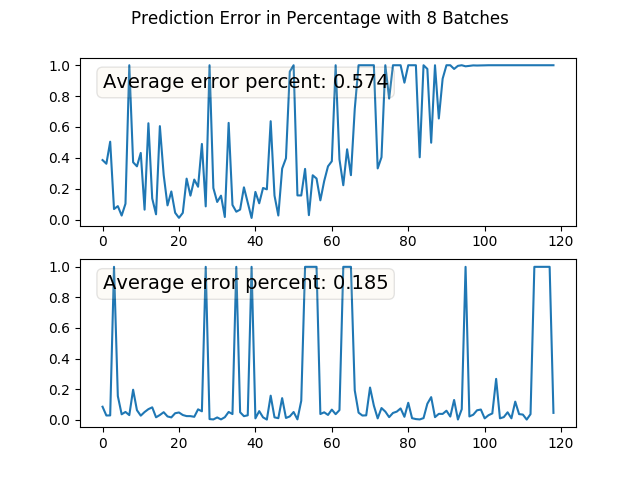 Prediction Error in Percentage with 8 Batches
1.0
Average error percent: 0.574
0.8
0.6
0.4
0.2
0.0
0 20 40 60 80 100 120
1.0
Average error percent: 0.185
0.8
0.6
0.4
0.2
0.0
0 20 40 60 80 100 120